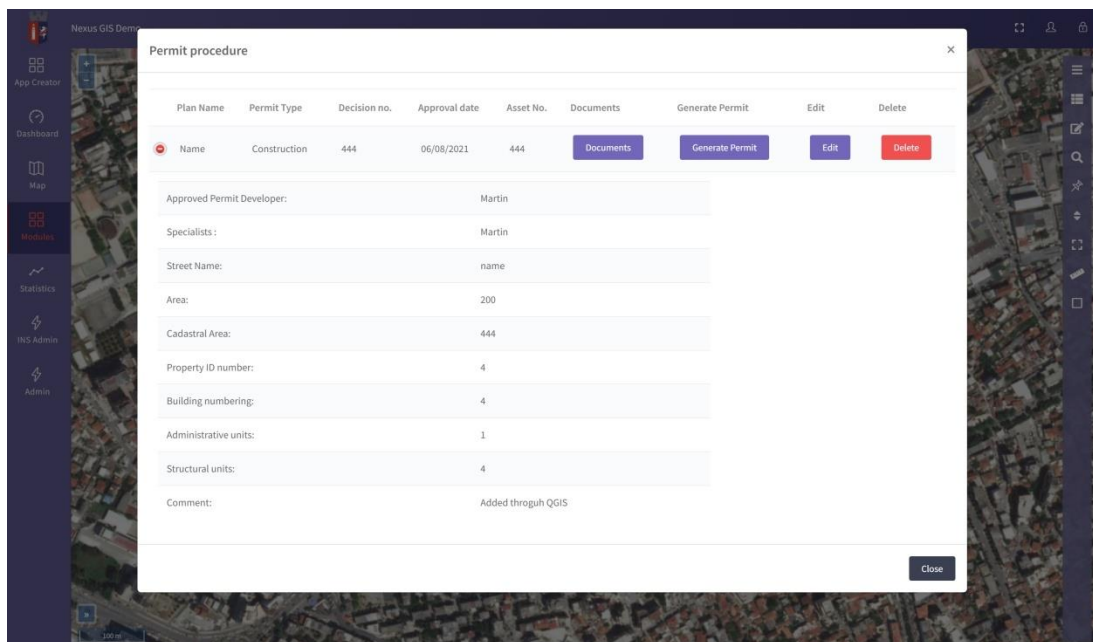 Nexus GIS Demo
App Creator
Dashboard
Map
Modules
Statistics
INS Admin
Admin
Permit procedure ×
Plan Name Permit Type Decision no. Approval date Asset No. Documents Generate Permit Edit Delete
Name Construction 444 06/08/2021 444 Documents Generate Permit Edit Delete
Approved Permit Developer: Martin
Specialists : Martin
Street Name: name
Area: 200
Cadastral Area: 444
Property ID number: 4
Building numbering: 4
Administrative units: 1
Structural units: 4
Comment: Added throguh QGIS
Close
100 m